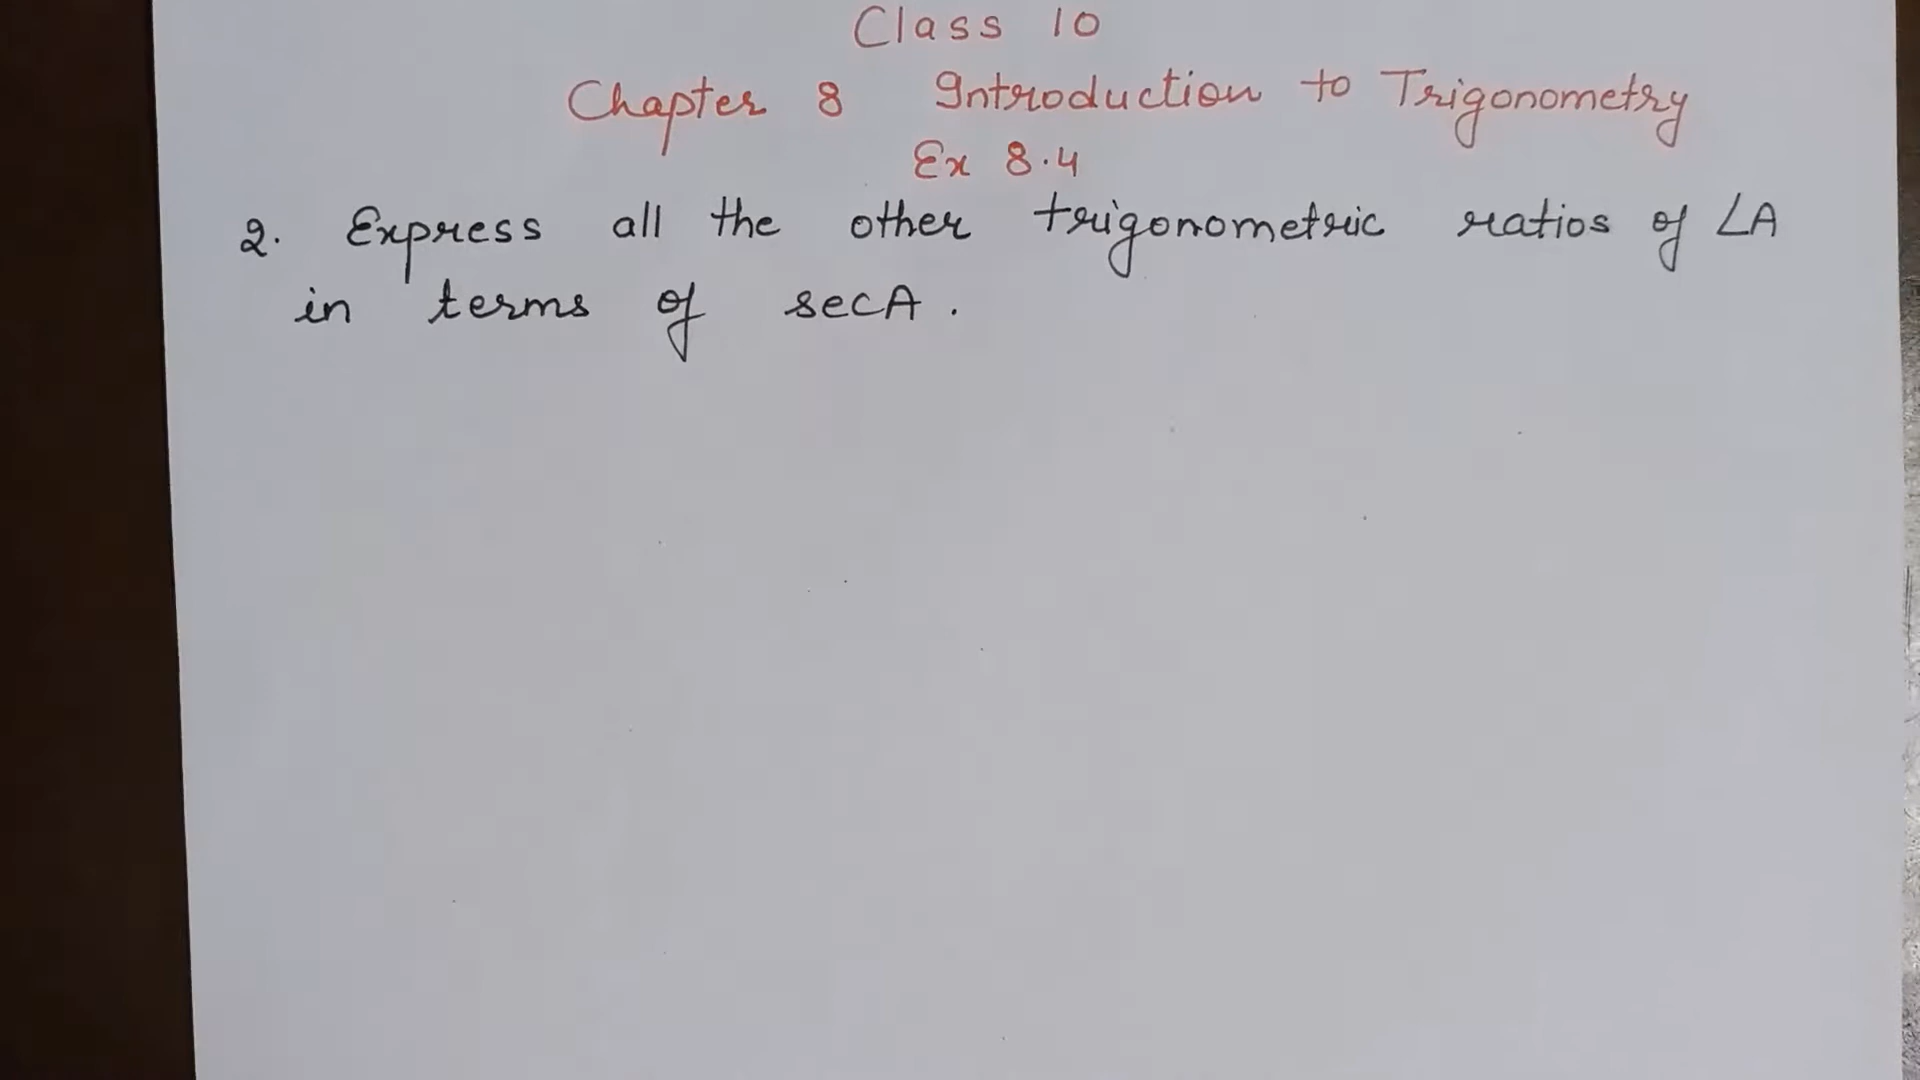 Class 10
Chapter 8 Introduction to Trigonometry
Ex 8.4
2. Express all the other trigonometric ratios of ∠A
in terms of secA.